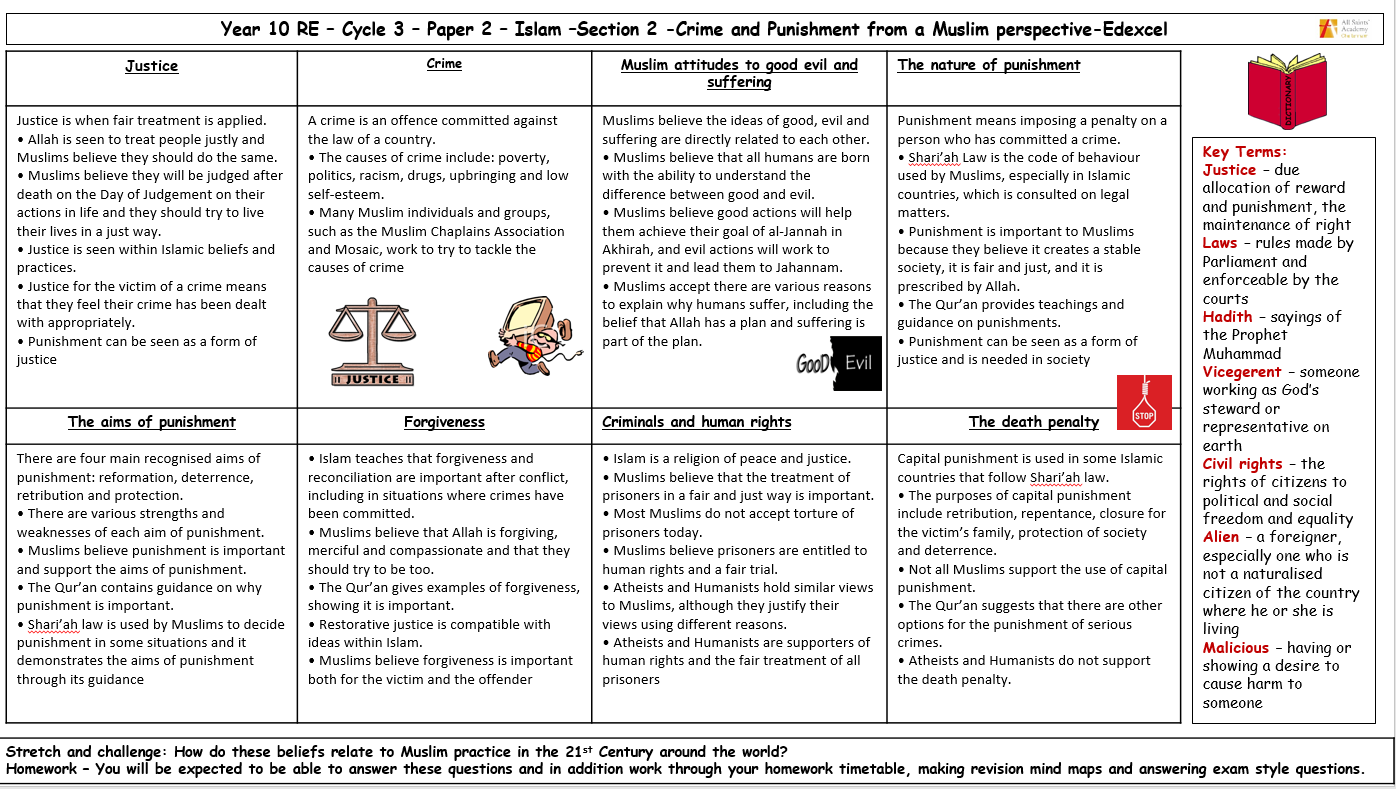 Year 10 RE – Cycle 3 – Paper 2 – Islam –Section 2 -Crime and Punishment from a Muslim perspective-Edexcel
All Saints'
Academy
Justice
Justice is when fair treatment is applied.
• Allah is seen to treat people justly and
Muslims believe they should do the same.
• Muslims believe they will be judged after
death on the Day of Judgement on their
actions in life and they should try to live
their lives in a just way.
• Justice is seen within Islamic beliefs and
practices.
• Justice for the victim of a crime means
that they feel their crime has been dealt
with appropriately.
• Punishment can be seen as a form of
justice
Crime
A crime is an offence committed against
the law of a country.
• The causes of crime include: poverty,
politics, racism, drugs, upbringing and low
self-esteem.
• Many Muslim individuals and groups,
such as the Muslim Chaplains Association
and Mosaic, work to try to tackle the
causes of crime
JUSTICE
Muslim attitudes to good evil and
suffering
Muslims believe the ideas of good, evil and
suffering are directly related to each other.
• Muslims believe that all humans are born
with the ability to understand the
difference between good and evil.
• Muslims believe good actions will help
them achieve their goal of al-Jannah in
Akhirah, and evil actions will work to
prevent it and lead them to Jahannam.
• Muslims accept there are various reasons
to explain why humans suffer, including the
belief that Allah has a plan and suffering is
part of the plan.
GooD Evil
The nature of punishment
Punishment means imposing a penalty on a
person who has committed a crime.
• Shari'ah Law is the code of behaviour
used by Muslims, especially in Islamic
countries, which is consulted on legal
matters.
• Punishment is important to Muslims
because they believe it creates a stable
society, it is fair and just, and it is
prescribed by Allah.
• The Qur'an provides teachings and
guidance on punishments.
• Punishment can be seen as a form of
justice and is needed in society
STOP
The aims of punishment
There are four main recognised aims of
punishment: reformation, deterrence,
retribution and protection.
• There are various strengths and
weaknesses of each aim of punishment.
• Muslims believe punishment is important
and support the aims of punishment.
• The Qur'an contains guidance on why
punishment is important.
• Shari'ah law is used by Muslims to decide
punishment in some situations and it
demonstrates the aims of punishment
through its guidance
Forgiveness
• Islam teaches that forgiveness and
reconciliation are important after conflict,
including in situations where crimes have
been committed.
• Muslims believe that Allah is forgiving,
merciful and compassionate and that they
should try to be too.
• The Qur'an gives examples of forgiveness,
showing it is important.
• Restorative justice is compatible with
ideas within Islam.
• Muslims believe forgiveness is important
both for the victim and the offender
Criminals and human rights
• Islam is a religion of peace and justice.
• Muslims believe that the treatment of
prisoners in a fair and just way is important.
• Most Muslims do not accept torture of
prisoners today.
• Muslims believe prisoners are entitled to
human rights and a fair trial.
• Atheists and Humanists hold similar views
to Muslims, although they justify their
views using different reasons.
• Atheists and Humanists are supporters of
human rights and the fair treatment of all
prisoners
The death penalty
Capital punishment is used in some Islamic
countries that follow Shari'ah law.
• The purposes of capital punishment
include retribution, repentance, closure for
the victim's family, protection of society
and deterrence.
• Not all Muslims support the use of capital
punishment.
• The Qur'an suggests that there are other
options for the punishment of serious
crimes.
• Atheists and Humanists do not support
the death penalty.
DICTIONARY
Key Terms:
Justice – due
allocation of reward
and punishment, the
maintenance of right
Laws – rules made by
Parliament and
enforceable by the
courts
Hadith – sayings of
the Prophet
Muhammad
Vicegerent – someone
working as God's
steward or
representative on
earth
Civil rights – the
rights of citizens to
political and social
freedom and equality
Alien – a foreigner,
especially one who is
not a naturalised
citizen of the country
where he or she is
living
Malicious – having or
showing a desire to
cause harm to
someone
Stretch and challenge: How do these beliefs relate to Muslim practice in the 21st Century around the world?
Homework – You will be expected to be able to answer these questions and in addition work through your homework timetable, making revision mind maps and answering exam style questions.